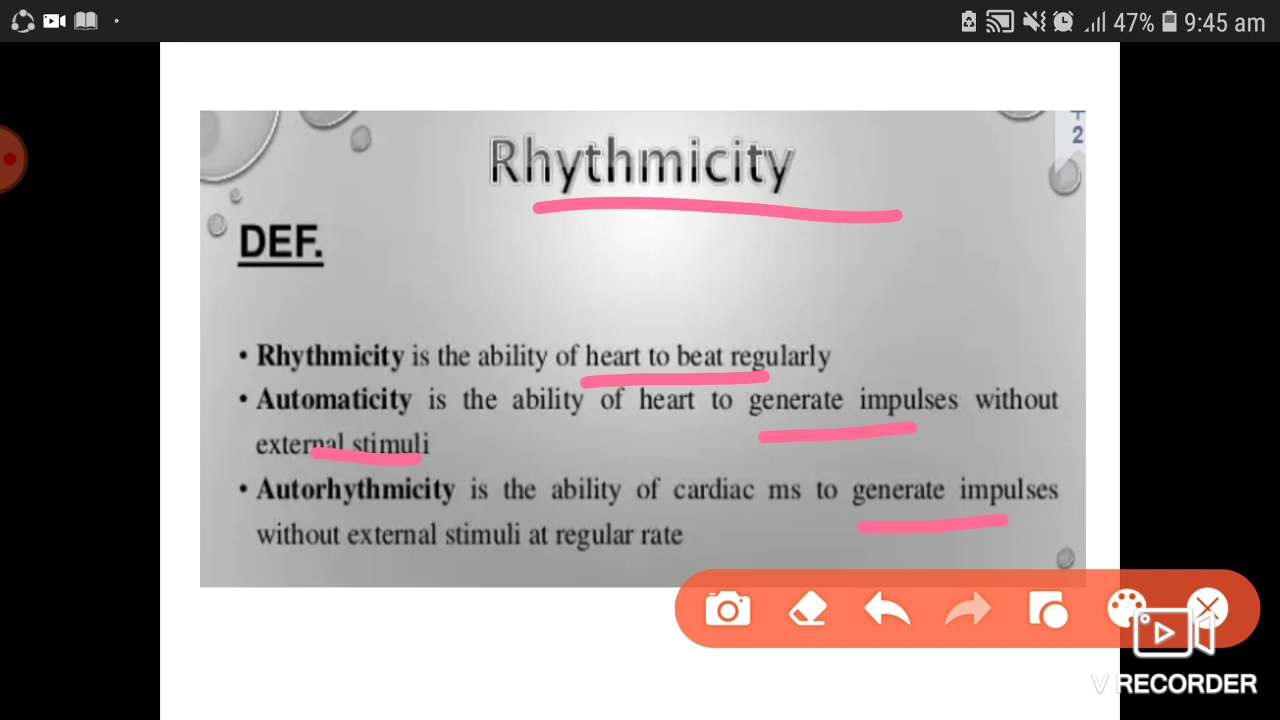 47% 9:45 am
2
Rhythmicity
DEF.
• Rhythmicity is the ability of heart to beat regularly
• Automaticity is the ability of heart to generate impulses without
external stimuli
• Autorhythmicity is the ability of cardiac ms to generate impulses
without external stimuli at regular rate
V RECORDER